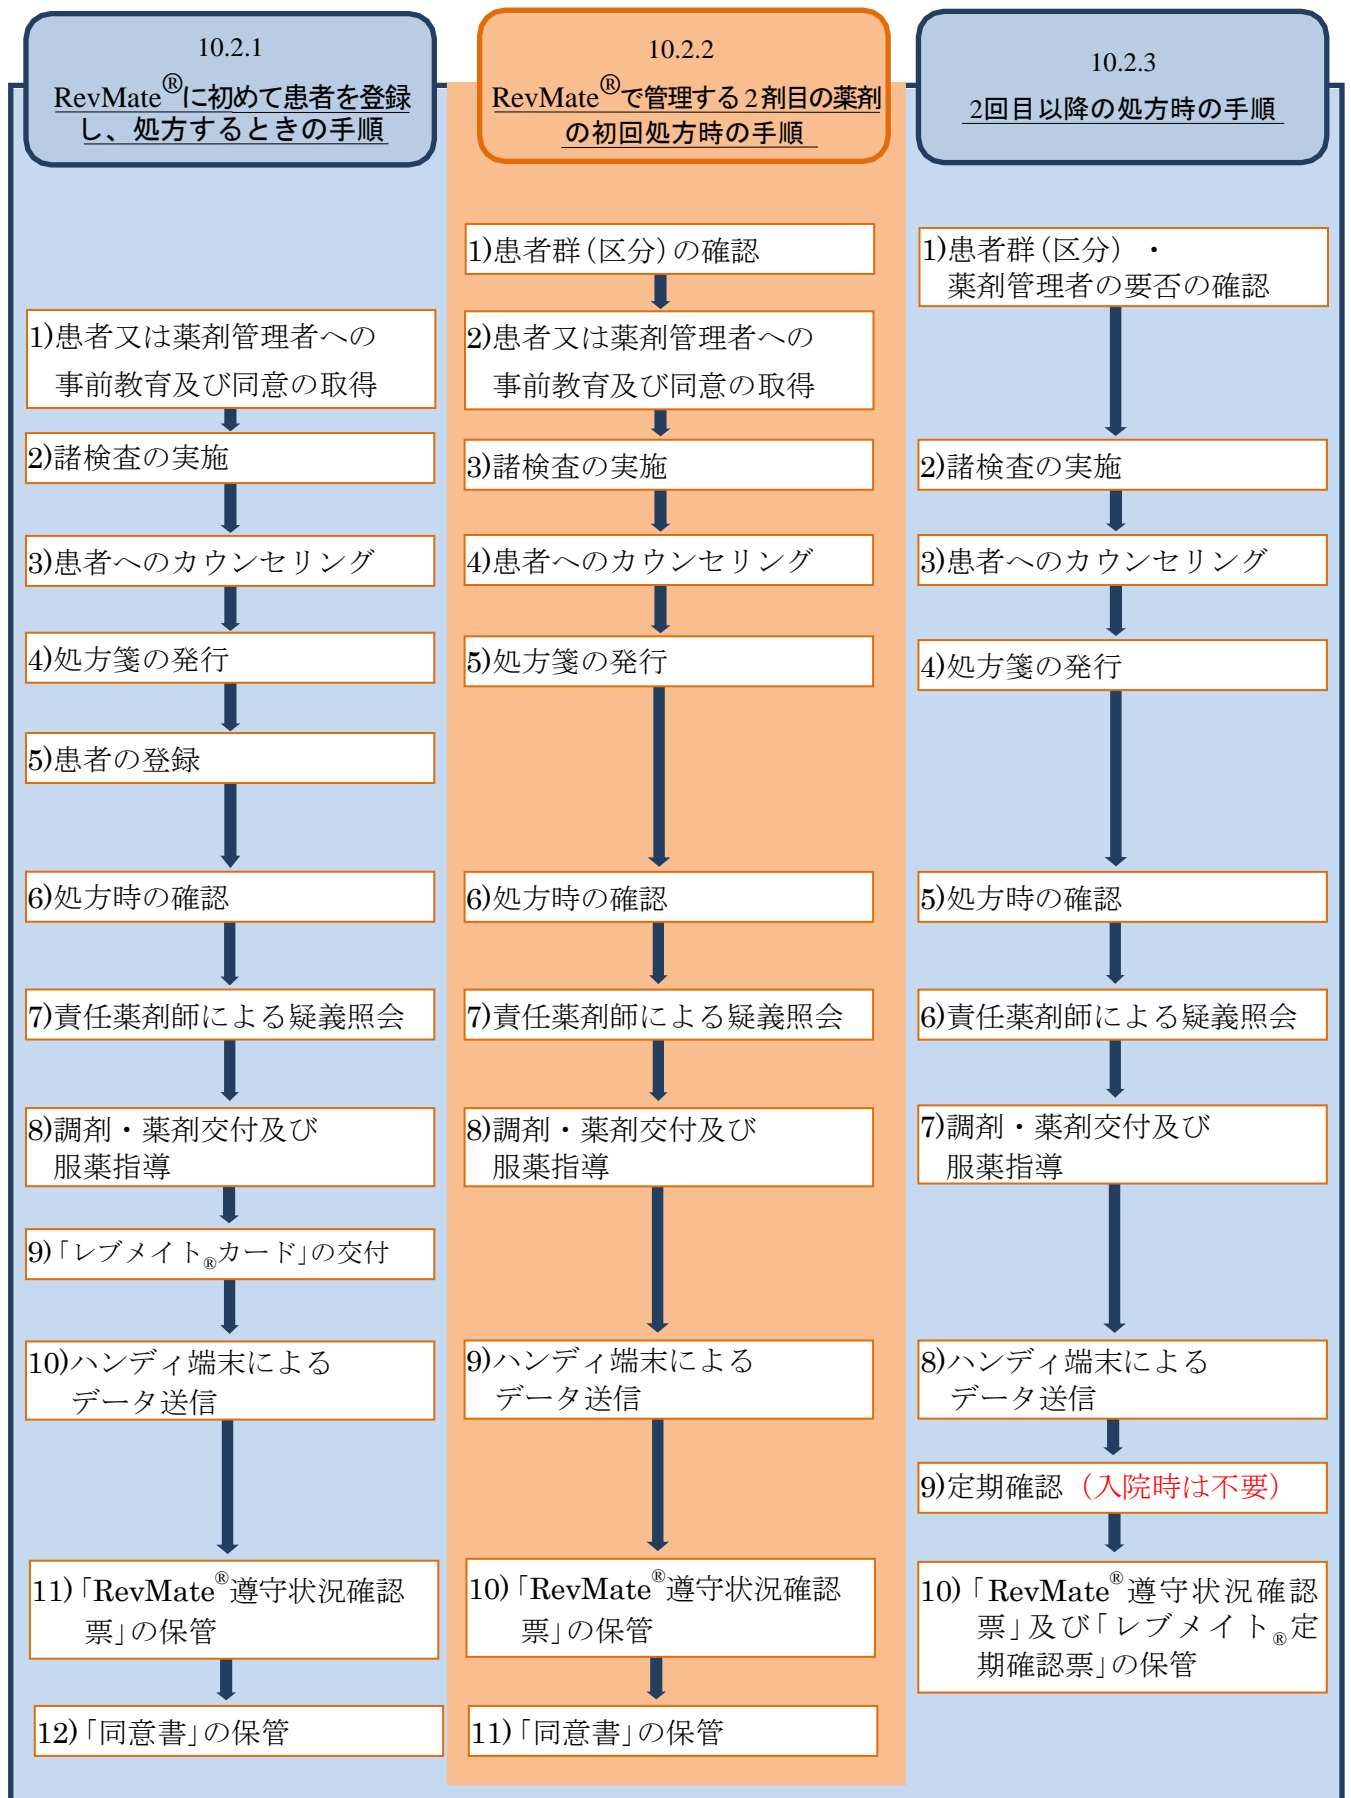 10.2.1
RevMate®に初めて患者を登録
し、処方するときの手順
1)患者又は薬剤管理者への
事前教育及び同意の取得
2)諸検査の実施
3)患者へのカウンセリング
4)処方箋の発行
5)患者の登録
6)処方時の確認
7)責任薬剤師による疑義照会
8)調剤・薬剤交付及び
服薬指導
9)「レブメイト®カード」の交付
10)ハンディ端末による
データ送信
11)「RevMate®遵守状況確認
票」の保管
12)「同意書」の保管
10.2.2
RevMate®で管理する2剤目の薬剤
の初回処方時の手順
1)患者群(区分)の確認
2)患者又は薬剤管理者への
事前教育及び同意の取得
3)諸検査の実施
4)患者へのカウンセリング
5)処方箋の発行
6)処方時の確認
7)責任薬剤師による疑義照会
8)調剤・薬剤交付及び
服薬指導
9)ハンディ端末による
データ送信
10)「RevMate®遵守状況確認
票」の保管
11)「同意書」の保管
10.2.3
2回目以降の処方時の手順
1)患者群(区分)・
薬剤管理者の要否の確認
2)諸検査の実施
3)患者へのカウンセリング
4)処方箋の発行
5)処方時の確認
6)責任薬剤師による疑義照会
7)調剤・薬剤交付及び
服薬指導
8)ハンディ端末による
データ送信
9)定期確認(入院時は不要)
10)「RevMate®遵守状況確認
票」及び「レブメイト®定
期確認票」の保管